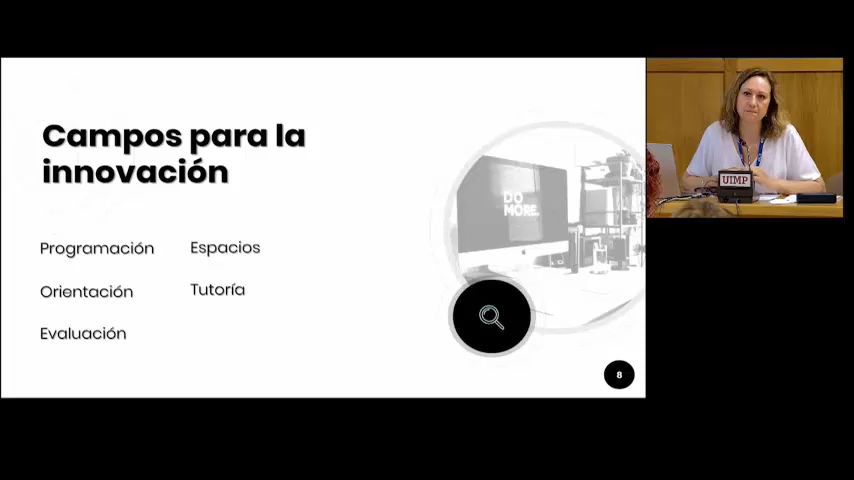 Campos para la
innovación
Programación
Espacios
Orientación
Tutoría
Evaluación
DO
MORE.
8
UIMP